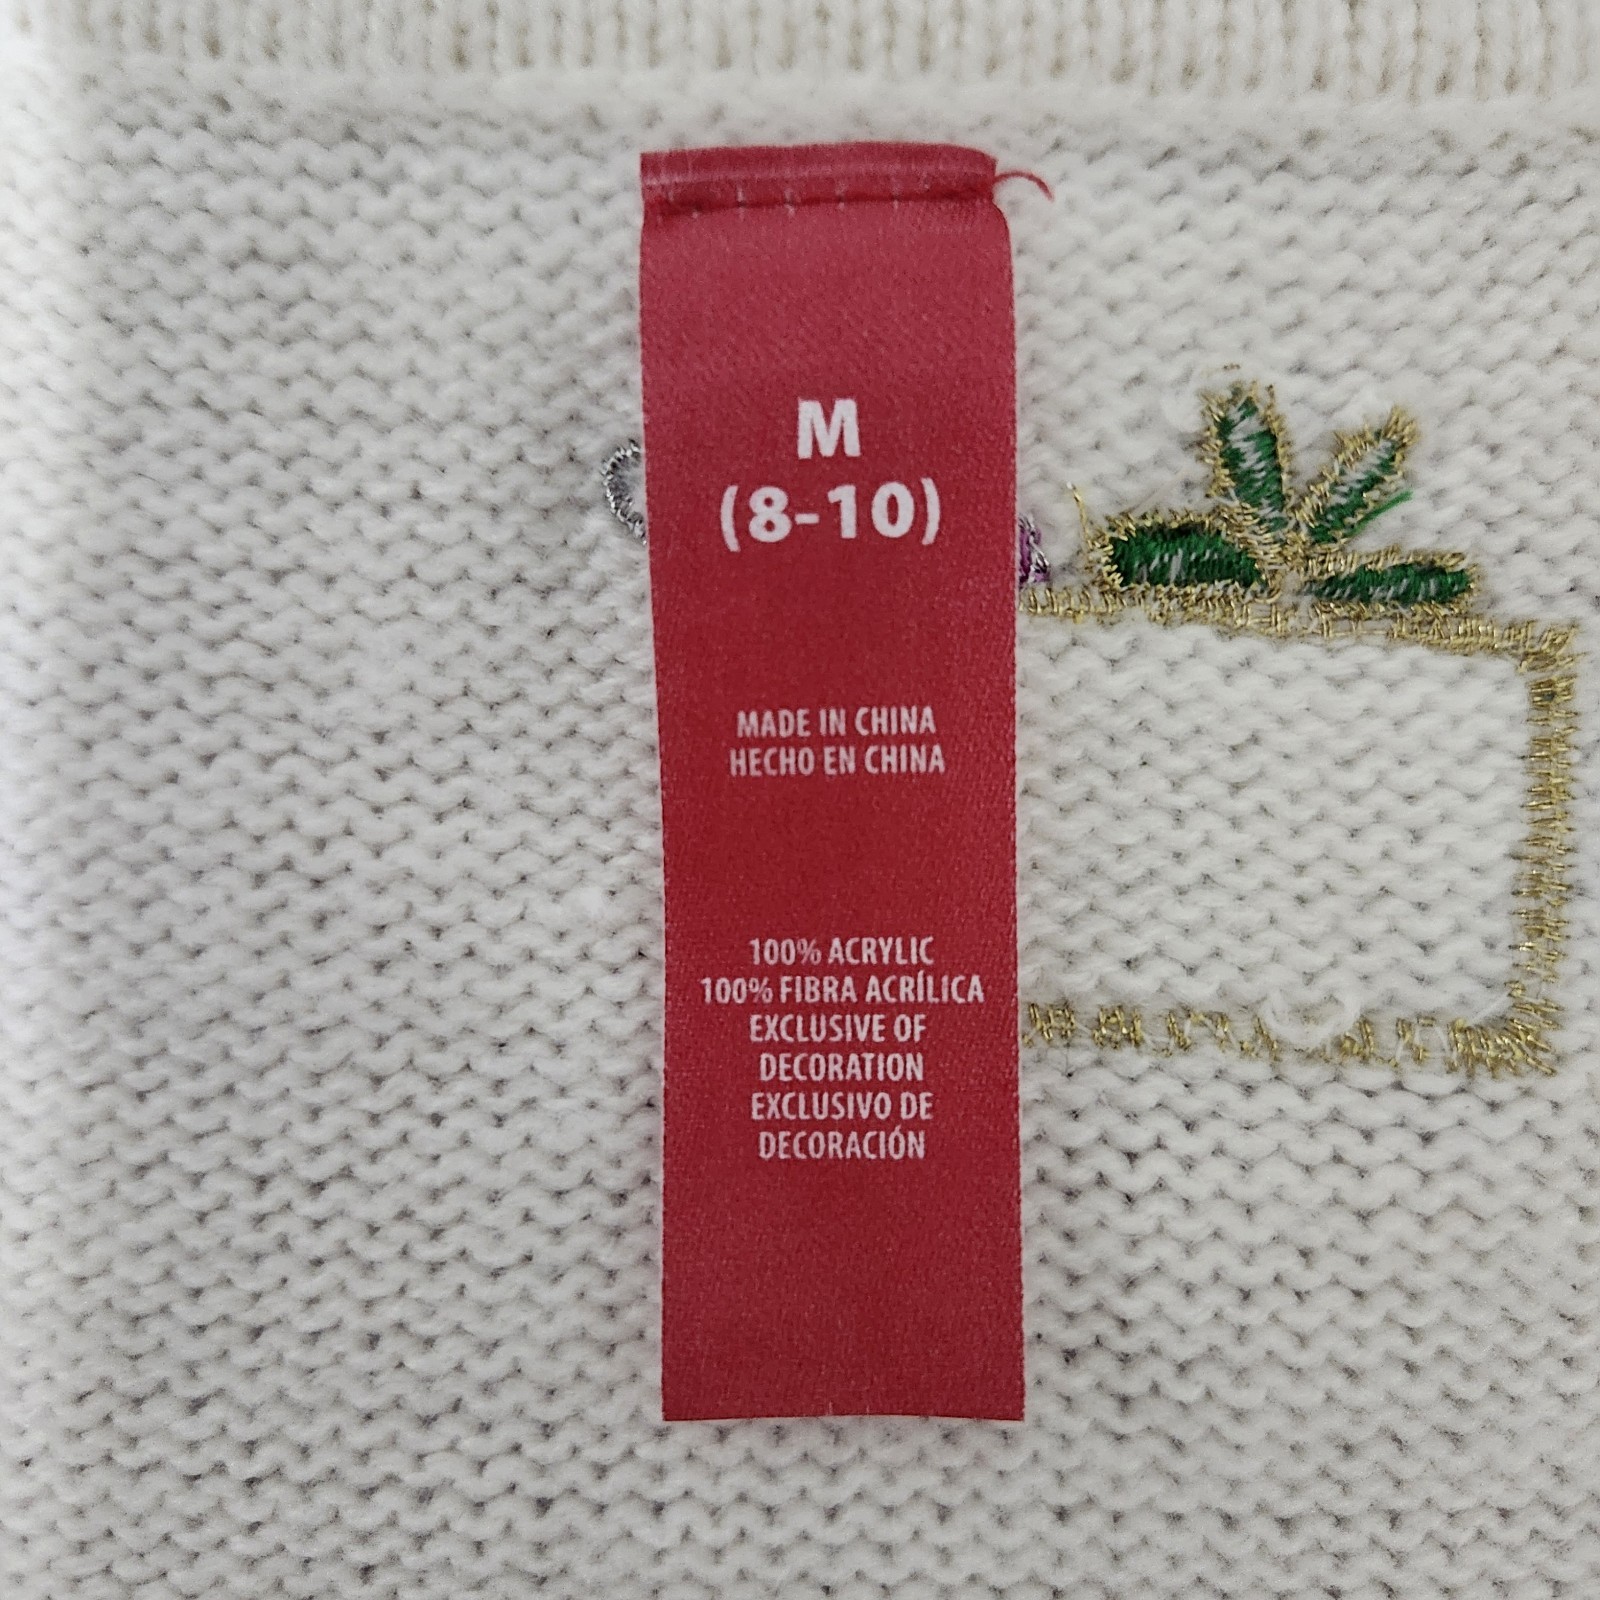 M
(8-10)
MADE IN CHINA
HECHO EN CHINA
100% ACRYLIC
100% FIBRA ACRÍLICA
EXCLUSIVE OF
DECORATION
EXCLUSIVO DE
DECORACIÓN